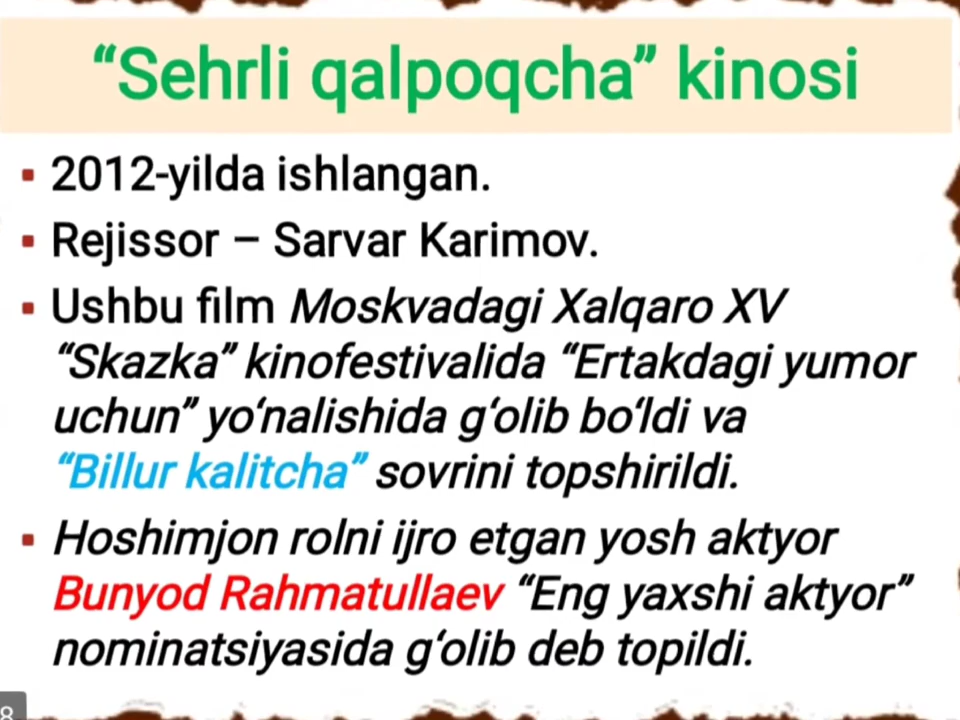 “Sehrli qalpoqcha” kinosi
▪ 2012-yilda ishlangan.
▪ Rejissor – Sarvar Karimov.
▪ Ushbu film Moskvadagi Xalqaro XV
“Skazka” kinofestivalida “Ertakdagi yumor
uchun” yo‘nalishida g‘olib bo‘ldi va
“Billur kalitcha” sovrini topshirildi.
▪ Hoshimjon rolni ijro etgan yosh aktyor
Bunyod Rahmatullaev “Eng yaxshi aktyor”
nominatsiyasida g‘olib deb topildi.
8